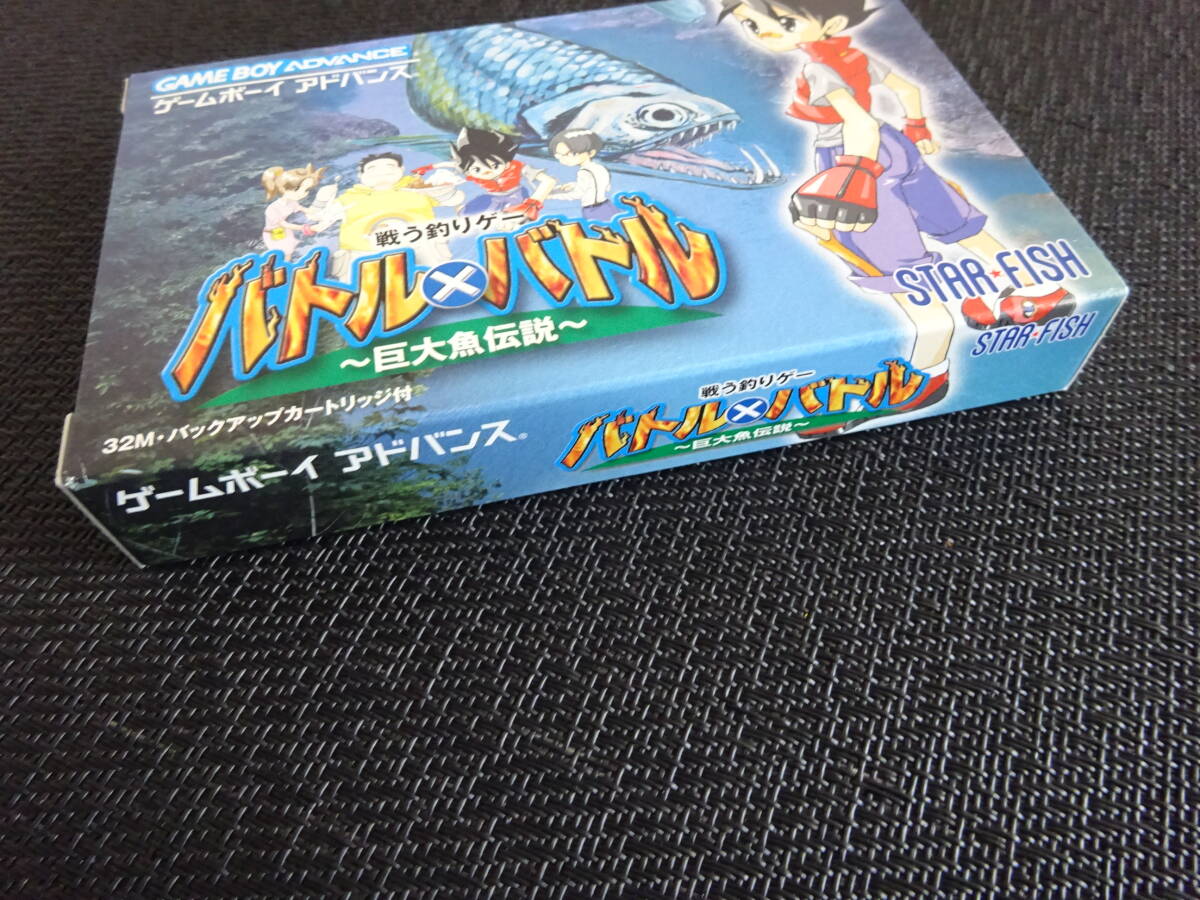 GAME BOY ADVANCE
ゲームボーイ アドバンス
戦う釣りゲー
バトル×バトル
～巨大魚伝説～
STAR★FISH
32M・バックアップカートリッジ付
ゲームボーイ アドバンス®
戦う釣りゲー
バトル×バトル
～巨大魚伝説～
STAR★FISH